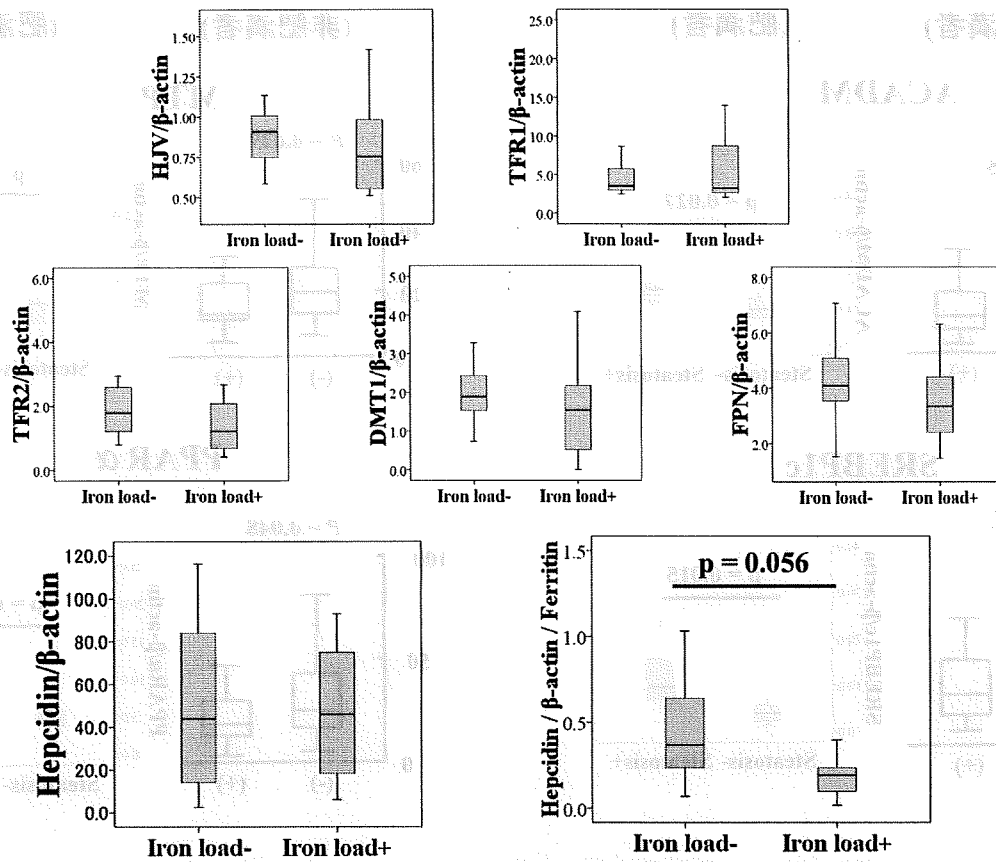 HJV/β-actin
1.50
1.25
1.00
0.75
0.50
Iron load-
Iron load+
TFR1/β-actin
25.0
20.0
15.0
10.0
5.0
0.0
Iron load-
Iron load+
TFR2/β-actin
6.0
4.0
2.0
0.0
Iron load-
Iron load+
DMT1/β-actin
5.0
4.0
3.0
2.0
1.0
0.0
Iron load-
Iron load+
FPN/β-actin
8.0
6.0
4.0
2.0
Iron load-
Iron load+
Hepcidin/β-actin
120.0
100.0
80.0
60.0
40.0
20.0
0.0
Iron load-
Iron load+
Hepcidin / β-actin / Ferritin
1.5
1.0
0.5
0.0
p = 0.056
Iron load-
Iron load+
ACADM
PPARα
SREBP1c